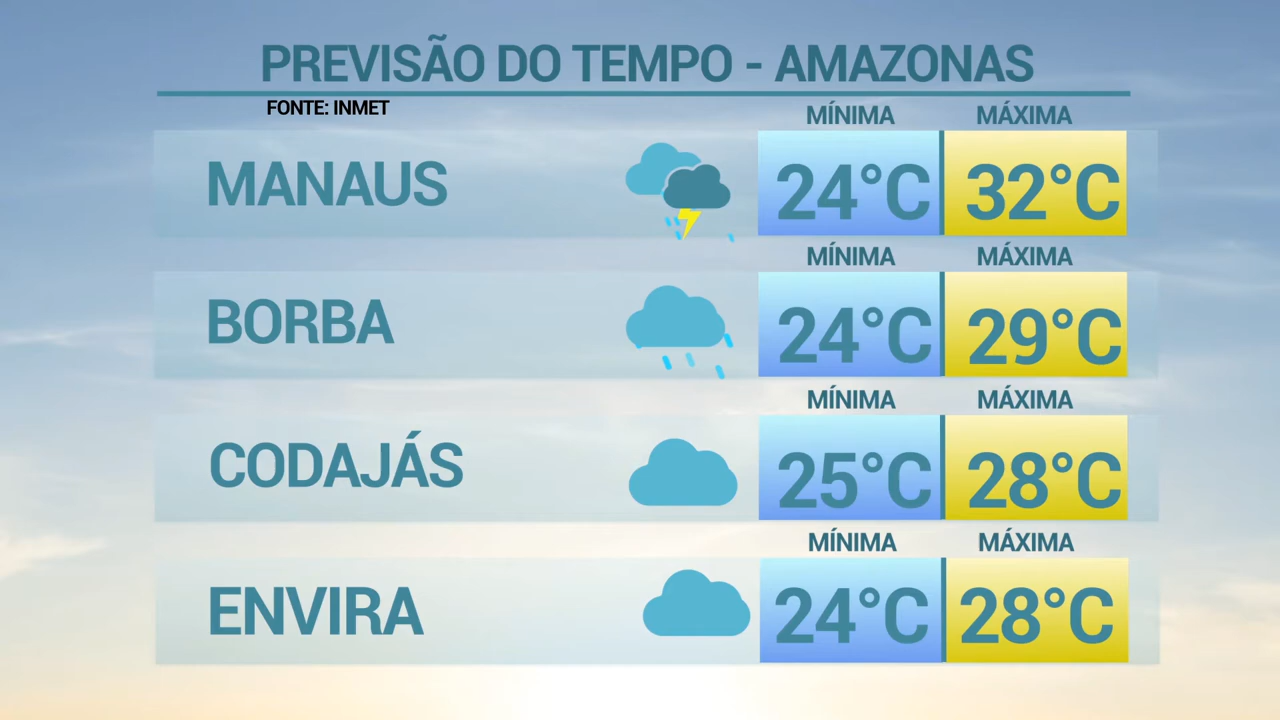 PREVISÃO DO TEMPO - AMAZONAS
FONTE: INMET
MÍNIMA MÁXIMA
MANAUS 24°C 32°C
MÍNIMA MÁXIMA
BORBA 24°C 29°C
MÍNIMA MÁXIMA
CODAJÁS 25°C 28°C
MÍNIMA MÁXIMA
ENVIRA 24°C 28°C